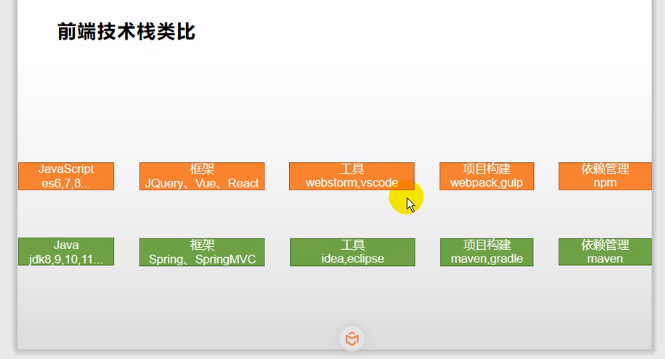 前端技术栈类比
JavaScript
es6,7,8...
框架
JQuery、Vue、React
工具
webstorm,vscode
项目构建
webpack,gulp
依赖管理
npm
Java
jdk8,9,10,11...
框架
Spring、SpringMVC
工具
idea,eclipse
项目构建
maven,gradle
依赖管理
maven